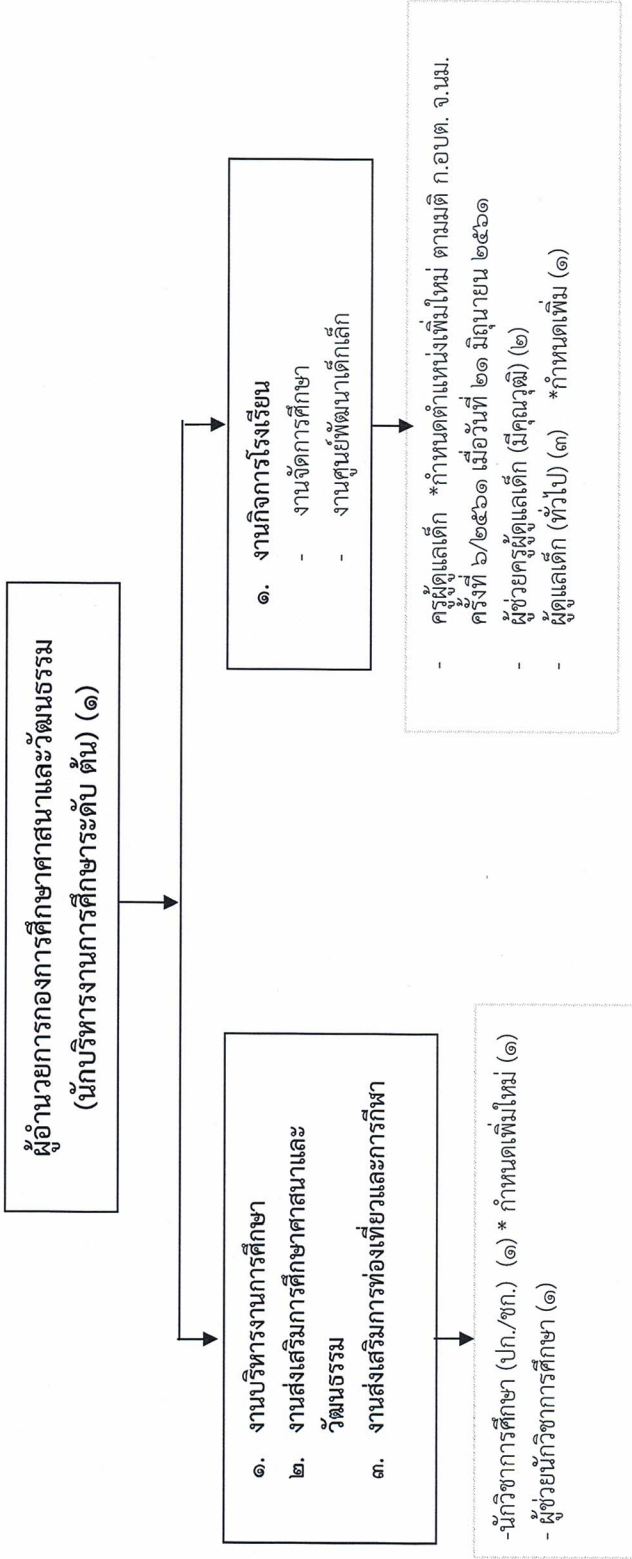 ผู้อำนวยการกองการศึกษาศาสนาและวัฒนธรรม
(นักบริหารงานการศึกษาระดับ ต้น) (๑)
๑. งานบริหารงานการศึกษา
๒. งานส่งเสริมการศึกษาศาสนาและ
วัฒนธรรม
๓. งานส่งเสริมการท่องเที่ยวและการกีฬา
-นักวิชาการศึกษา (ปก./ชก.) (๑) * กำหนดเพิ่มใหม่ (๑)
- ผู้ช่วยนักวิชาการศึกษา (๑)
๑. งานกิจการโรงเรียน
- งานจัดการศึกษา
- งานศูนย์พัฒนาเด็กเล็ก
- ครูผู้ดูแลเด็ก *กำหนดตำแหน่งเพิ่มใหม่ ตามมติ ก.อบต. จ.นม.
ครั้งที่ ๖/๒๕๖๑ เมื่อวันที่ ๒๑ มิถุนายน ๒๕๖๑
- ผู้ช่วยครูผู้ดูแลเด็ก (มีคุณวุฒิ) (๒)
- ผู้ดูแลเด็ก (ทั่วไป) (๓) *กำหนดเพิ่ม (๑)